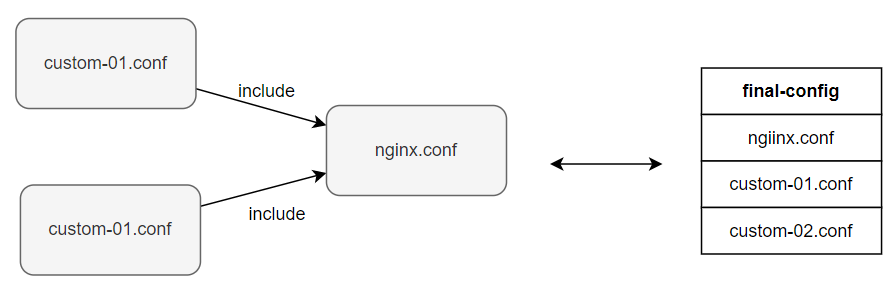 custom-01.conf
include
nginx.conf
custom-01.conf
include
final-config
ngiinx.conf
custom-01.conf
custom-02.conf